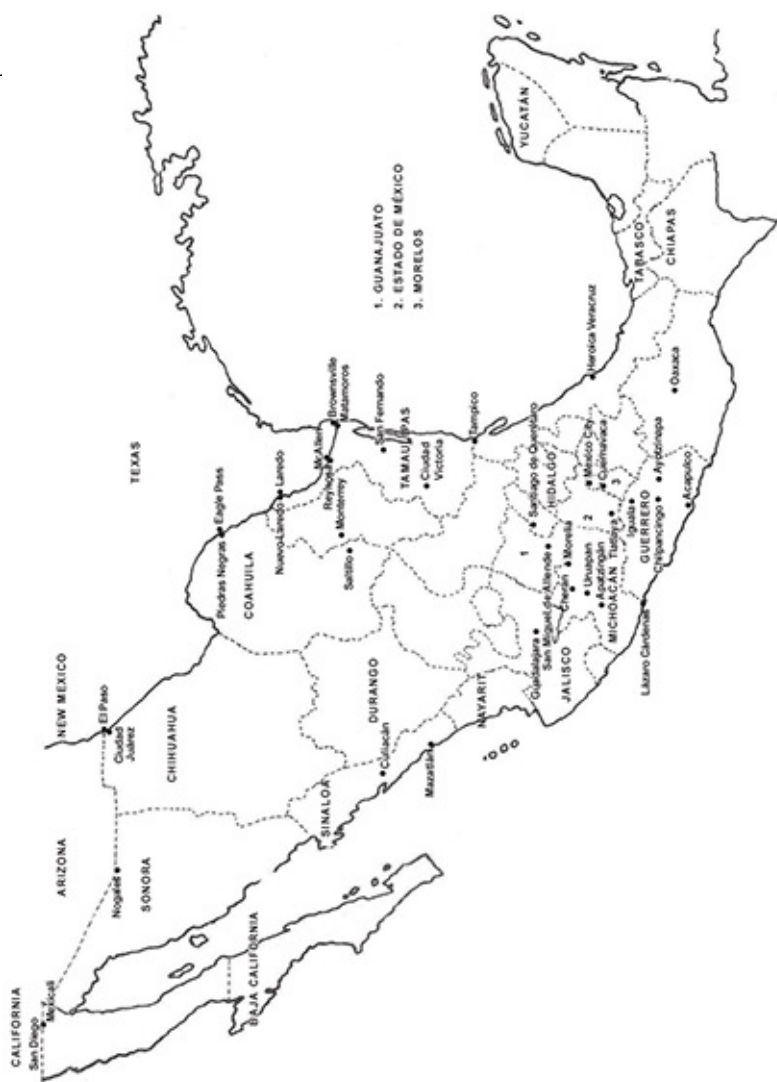 CALIFORNIA
San Diego
Mexicali
ARIZONA
Nogales
SONORA
BAJA CALIFORNIA
NEW MEXICO
El Paso
Ciudad
Juárez
CHIHUAHUA
TEXAS
Piedras Negras
Eagle Pass
COAHUILA
Nuevo Laredo
Laredo
McAllen
Reynosa
Brownsville
Matamoros
Monterrey
Saltillo
San Fernando
TAMAULIPAS
Ciudad
Victoria
SINALOA
Culiacán
DURANGO
Mazatlán
NAYARIT
Tampico
1. GUANAJUATO
2. ESTADO DE MÉXICO
3. MORELOS
Guadalajara
San Miguel de Allende
1
Santiago de Querétaro
HIDALGO
JALISCO
Cherán
Morelia
Uruapan
Apatzingán
MICHOACÁN
2
Mexico City
Cuernavaca
Tlatlaya
3
Iguala
GUERRERO
Lázaro Cárdenas
Chilpancingo
Ayotzinapa
Acapulco
Heroica Veracruz
Oaxaca
TABASCO
CHIAPAS
YUCATÁN